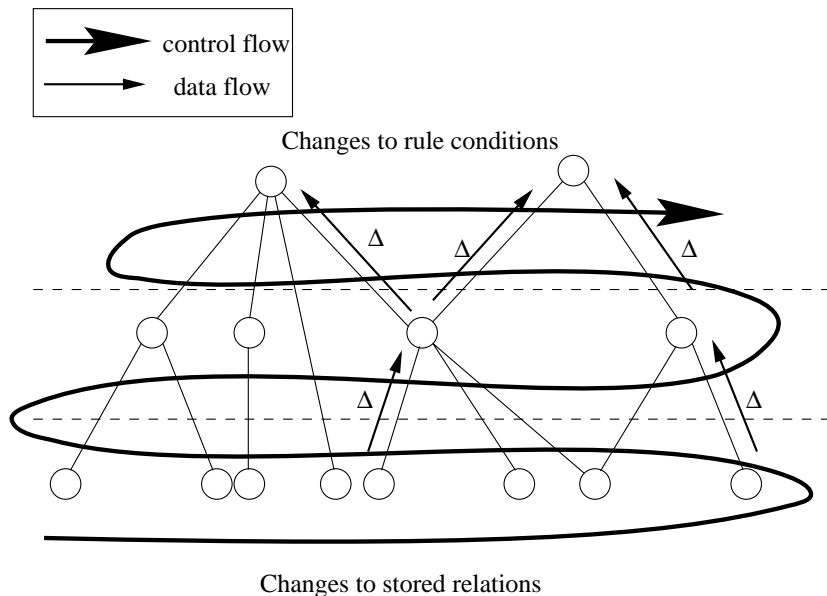 control flow
data flow
Changes to rule conditions
Δ
Δ
Δ
Δ
Δ
Changes to stored relations